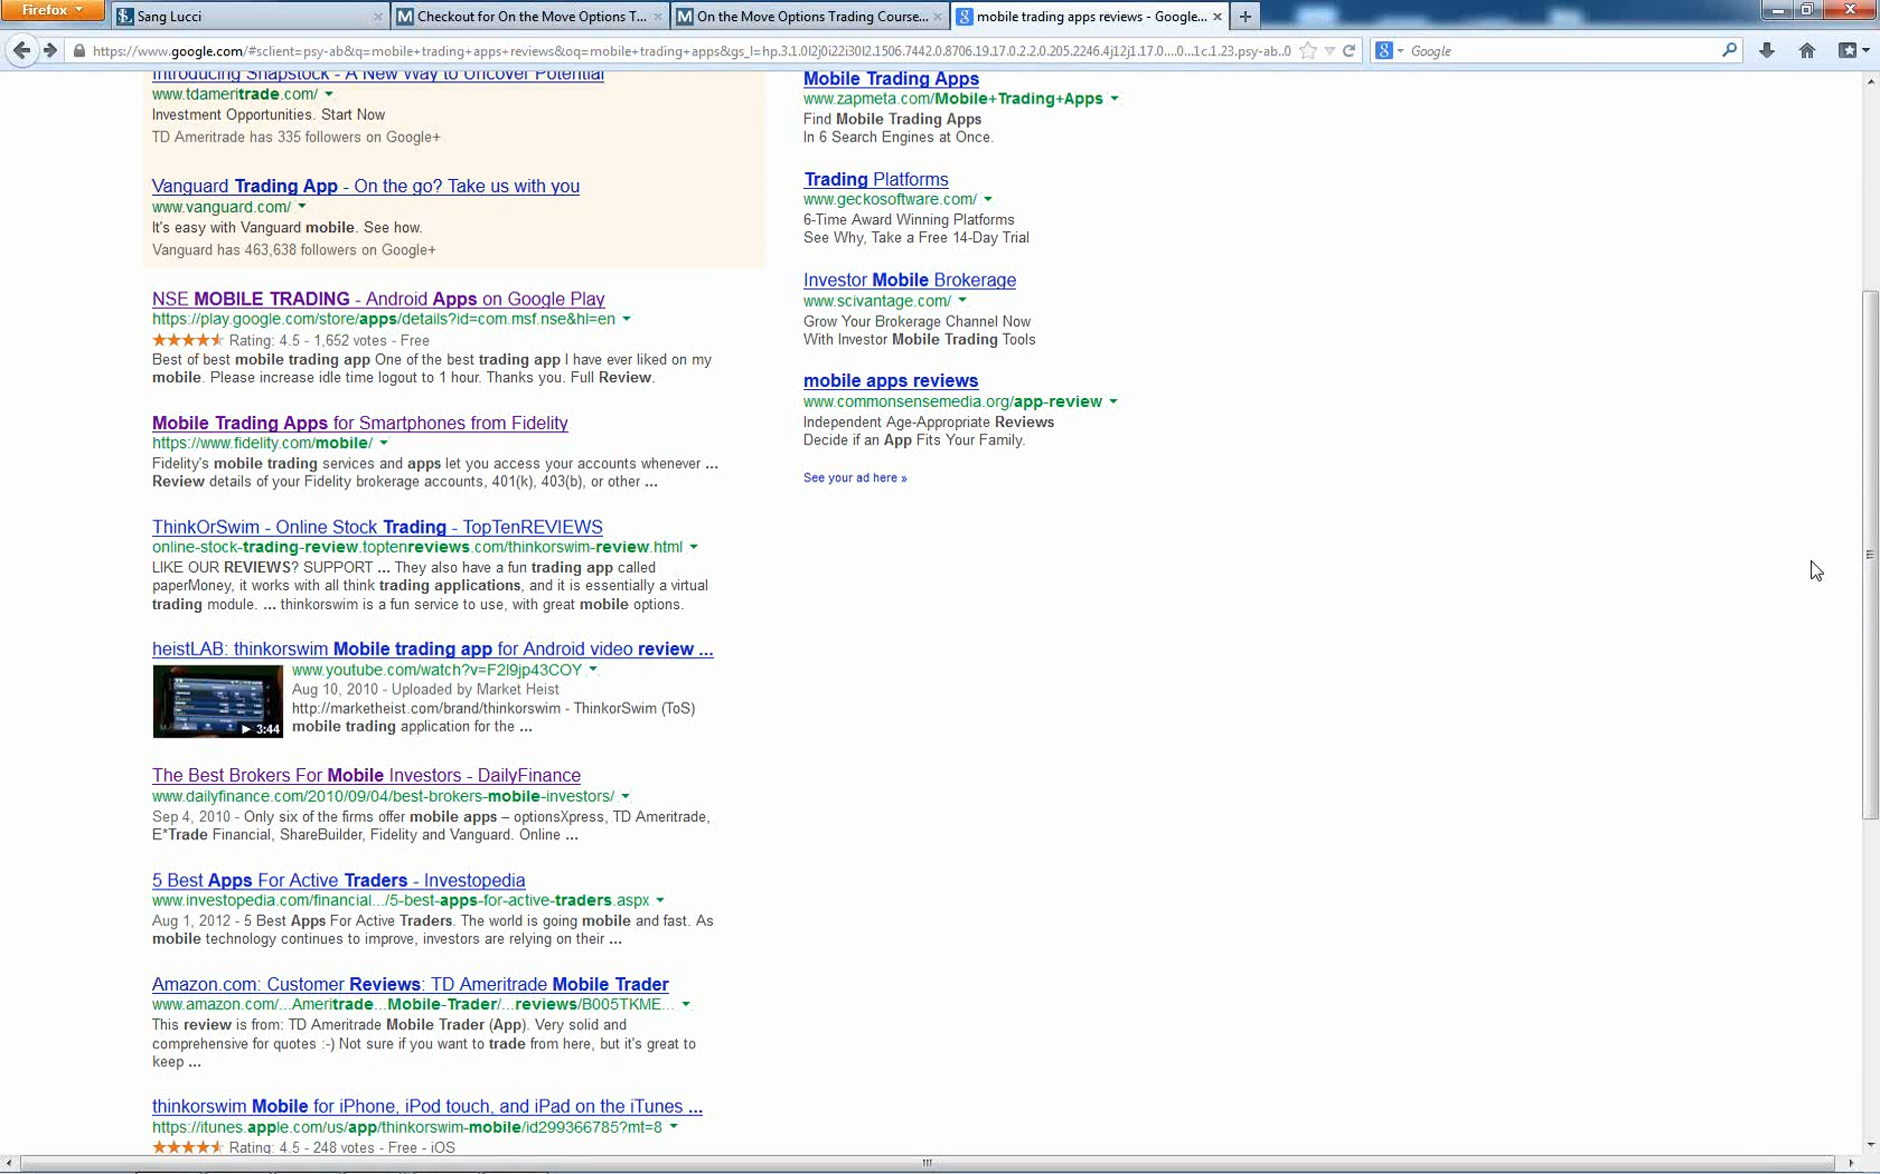 Firefox
Sang Lucci
Checkout for On the Move Options T...
On the Move Options Trading Course...
mobile trading apps reviews - Google...
https://www.google.com/#sclient=psy-ab&q=mobile+trading+apps+reviews&oq=mobile+trading+apps&gs_l=hp.3.1.0l2j0i22i30l2.1506.7442.0.8706.19.17.0.2.2.0.205.2246.4j12j1.17.0....0...1c.1.23.psy-ab..0
Google
Introducing Snapstock - A New Way to Uncover Potential
www.tdameritrade.com/
Investment Opportunities. Start Now
TD Ameritrade has 335 followers on Google+
Vanguard Trading App - On the go? Take us with you
www.vanguard.com/
It's easy with Vanguard mobile. See how.
Vanguard has 463,638 followers on Google+
NSE MOBILE TRADING - Android Apps on Google Play
https://play.google.com/store/apps/details?id=com.msf.nse&hl=en
Rating: 4.5 - 1,652 votes - Free
Best of best mobile trading app One of the best trading app I have ever liked on my
mobile. Please increase idle time logout to 1 hour. Thanks you. Full Review.
Mobile Trading Apps for Smartphones from Fidelity
https://www.fidelity.com/mobile/
Fidelity's mobile trading services and apps let you access your accounts whenever ...
Review details of your Fidelity brokerage accounts, 401(k), 403(b), or other ...
ThinkOrSwim - Online Stock Trading - TopTenREVIEWS
online-stock-trading-review.toptenreviews.com/thinkorswim-review.html
LIKE OUR REVIEWS? SUPPORT ... They also have a fun trading app called
paperMoney, it works with all think trading applications, and it is essentially a virtual
trading module. ... thinkorswim is a fun service to use, with great mobile options.
heistLAB: thinkorswim Mobile trading app for Android video review ...
www.youtube.com/watch?v=F2l9jp43COY
Aug 10, 2010 - Uploaded by Market Heist
http://marketheist.com/brand/thinkorswim - ThinkorSwim (ToS)
mobile trading application for the ...
3:44
The Best Brokers For Mobile Investors - DailyFinance
www.dailyfinance.com/2010/09/04/best-brokers-mobile-investors/
Sep 4, 2010 - Only six of the firms offer mobile apps – optionsXpress, TD Ameritrade,
E*Trade Financial, ShareBuilder, Fidelity and Vanguard. Online ...
5 Best Apps For Active Traders - Investopedia
www.investopedia.com/financial.../5-best-apps-for-active-traders.aspx
Aug 1, 2012 - 5 Best Apps For Active Traders. The world is going mobile and fast. As
mobile technology continues to improve, investors are relying on their ...
Amazon.com: Customer Reviews: TD Ameritrade Mobile Trader
www.amazon.com/...Ameritrade...Mobile-Trader/...reviews/B005TKME...
This review is from: TD Ameritrade Mobile Trader (App). Very solid and
comprehensive for quotes :-) Not sure if you want to trade from here, but it's great to
keep ...
thinkorswim Mobile for iPhone, iPod touch, and iPad on the iTunes ...
https://itunes.apple.com/us/app/thinkorswim-mobile/id299366785?mt=8
Rating: 4.5 - 248 votes - Free - iOS
Mobile Trading Apps
www.zapmeta.com/Mobile+Trading+Apps
Find Mobile Trading Apps
In 6 Search Engines at Once.
Trading Platforms
www.geckosoftware.com/
6-Time Award Winning Platforms
See Why, Take a Free 14-Day Trial
Investor Mobile Brokerage
www.scivantage.com/
Grow Your Brokerage Channel Now
With Investor Mobile Trading Tools
mobile apps reviews
www.commonsensemedia.org/app-review
Independent Age-Appropriate Reviews
Decide if an App Fits Your Family.
See your ad here »